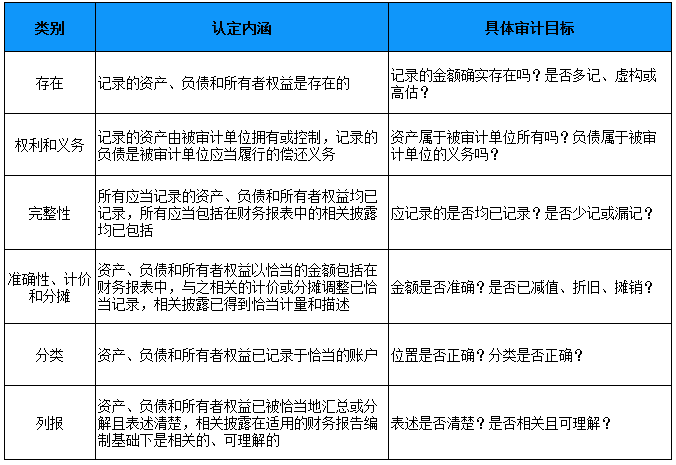 类别 认定内涵 具体审计目标
存在 记录的资产、负债和所有者权益是存在的 记录的金额确实存在吗？是否多记、虚构或
高估？
权利和义务 记录的资产由被审计单位拥有或控制，记录的
负债是被审计单位应当履行的偿还义务
资产属于被审计单位所有吗？负债属于被审
计单位的义务吗？
完整性
所有应当记录的资产、负债和所有者权益均已
记录，所有应当包括在财务报表中的相关披露
均已包括
应记录的是否均已记录？是否少记或漏记？
准确性、计价
和分摊
资产、负债和所有者权益以恰当的金额包括在
财务报表中，与之相关的计价或分摊调整已恰
当记录，相关披露已得到恰当计量和描述
金额是否准确？是否已减值、折旧、摊销？
分类 资产、负债和所有者权益已记录于恰当的账户 位置是否正确？分类是否正确？
列报
资产、负债和所有者权益已被恰当地汇总或分
解且表述清楚，相关披露在适用的财务报告编
制基础下是相关的、可理解的
表述是否清楚？是否相关且可理解？